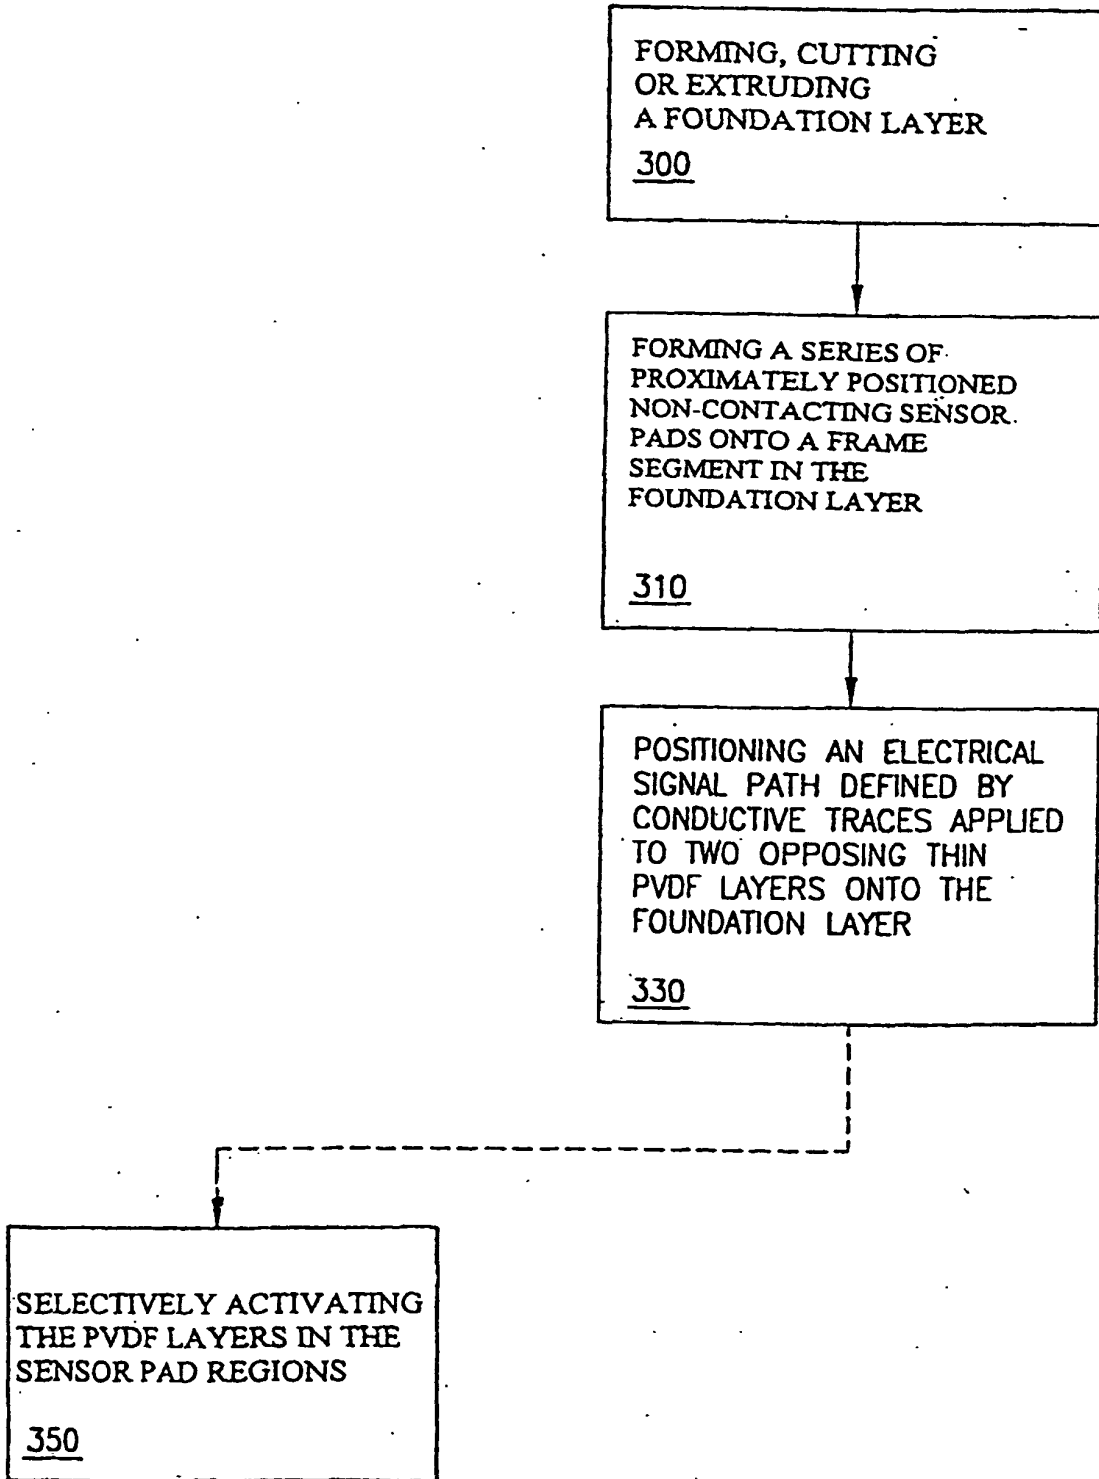 FORMING, CUTTING
OR EXTRUDING
A FOUNDATION LAYER
300
FORMING A SERIES OF
PROXIMATELY POSITIONED
NON-CONTACTING SENSOR
PADS ONTO A FRAME
SEGMENT IN THE
FOUNDATION LAYER
310
POSITIONING AN ELECTRICAL
SIGNAL PATH DEFINED BY
CONDUCTIVE TRACES APPLIED
TO TWO OPPOSING THIN
PVDF LAYERS ONTO THE
FOUNDATION LAYER
330
SELECTIVELY ACTIVATING
THE PVDF LAYERS IN THE
SENSOR PAD REGIONS
350